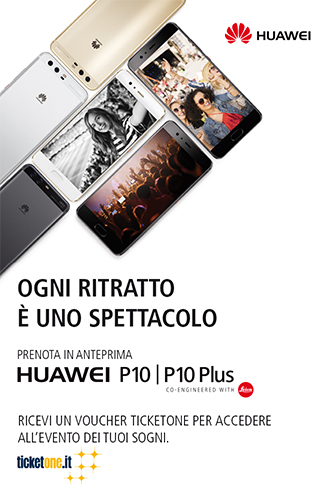 HUAWEI
OGNI RITRATTO
È UNO SPETTACOLO
PRENOTA IN ANTEPRIMA
HUAWEI P10 | P10 Plus
CO-ENGINEERED WITH Leica
RICEVI UN VOUCHER TICKETONE PER ACCEDERE
ALL'EVENTO DEI TUOI SOGNI.
ticketone.it